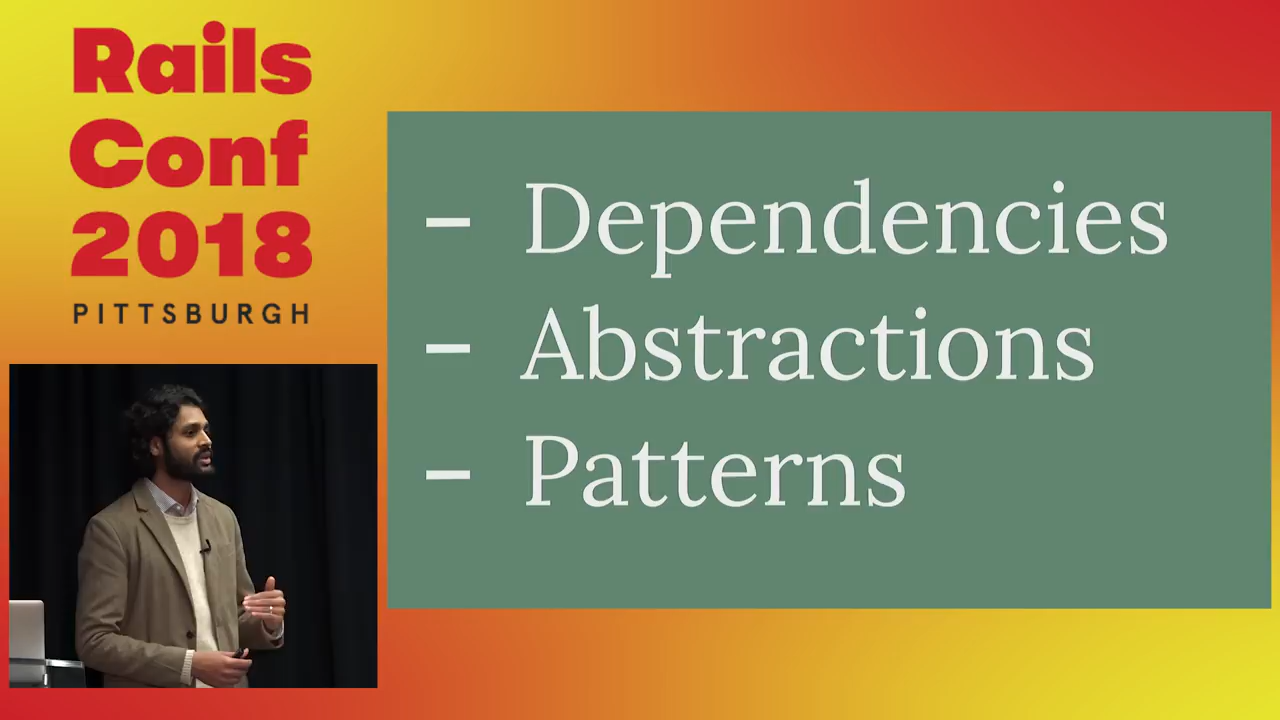 Rails
Conf
2018
PITTSBURGH
- Dependencies
- Abstractions
- Patterns